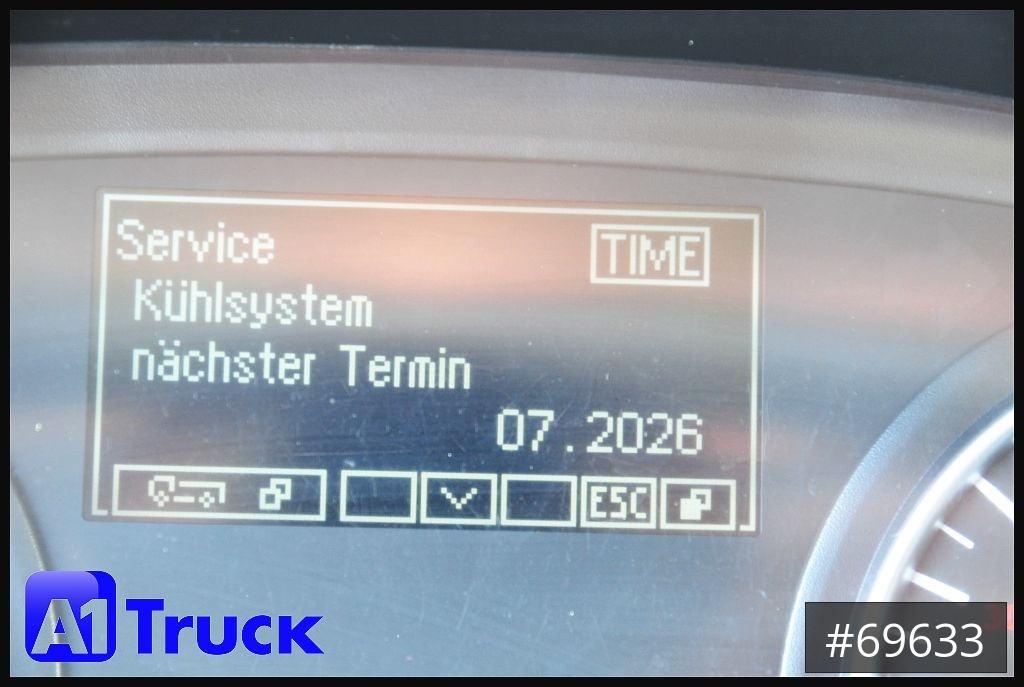 Service
TIME
Kühlsystem
nächster Termin
07.2026
ESC
A1 Truck
#69633